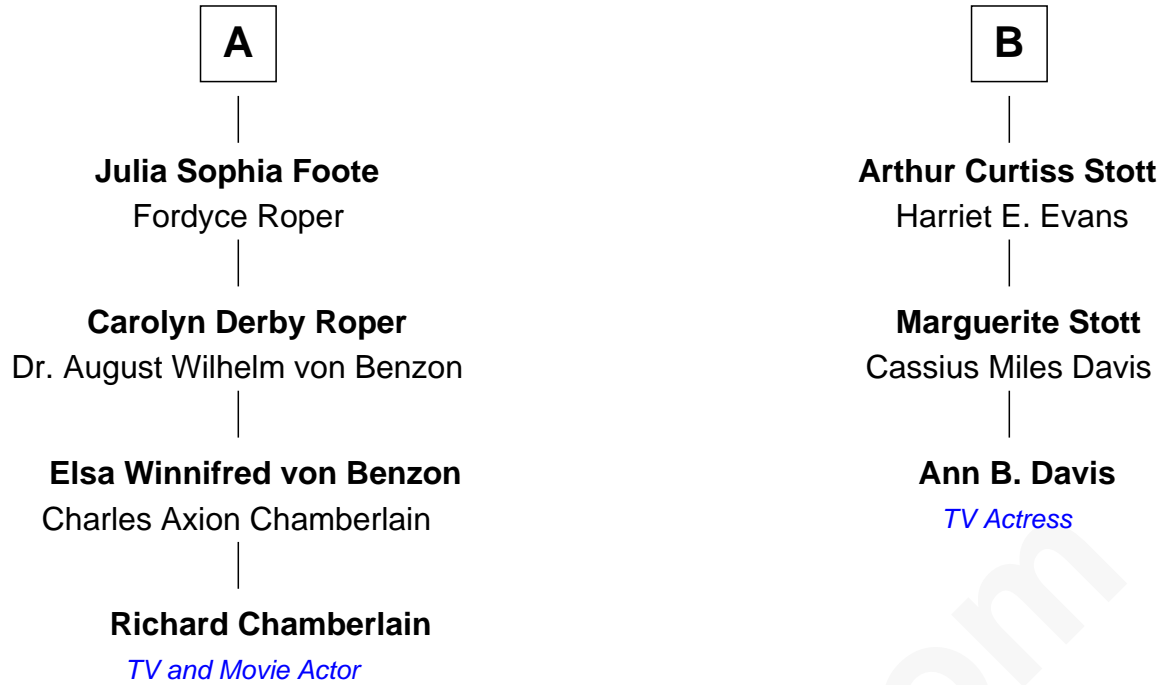 A
Julia Sophia Foote
Fordyce Roper
Carolyn Derby Roper
Dr. August Wilhelm von Benzon
Elsa Winnifred von Benzon
Charles Axion Chamberlain
Richard Chamberlain
TV and Movie Actor
B
Arthur Curtiss Stott
Harriet E. Evans
Marguerite Stott
Cassius Miles Davis
Ann B. Davis
TV Actress
om